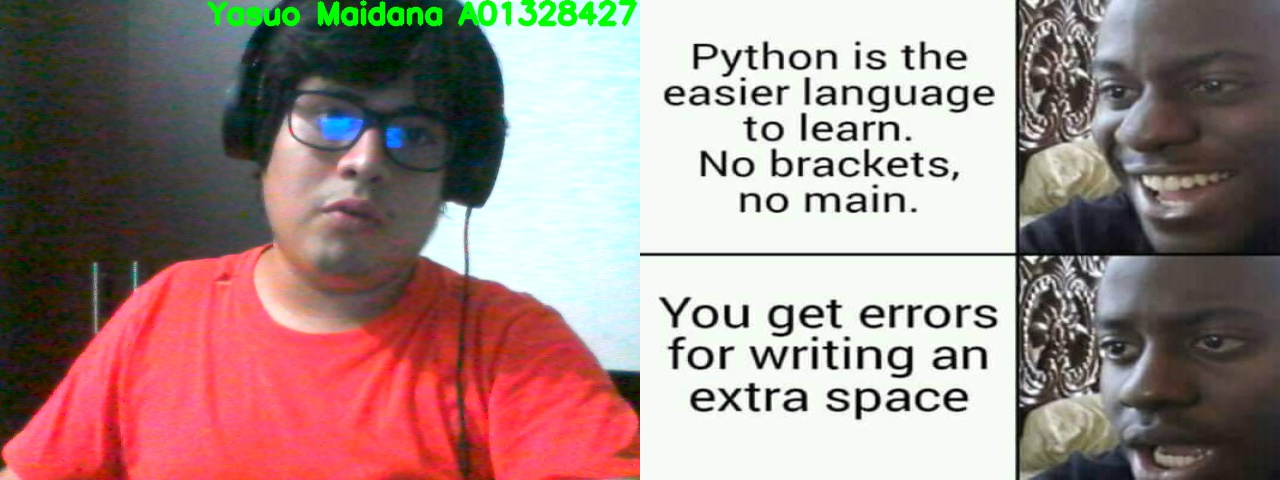 Yasuo Maidana A01328427
Python is the
easier language
to learn.
No brackets,
no main.
You get errors
for writing an
extra space